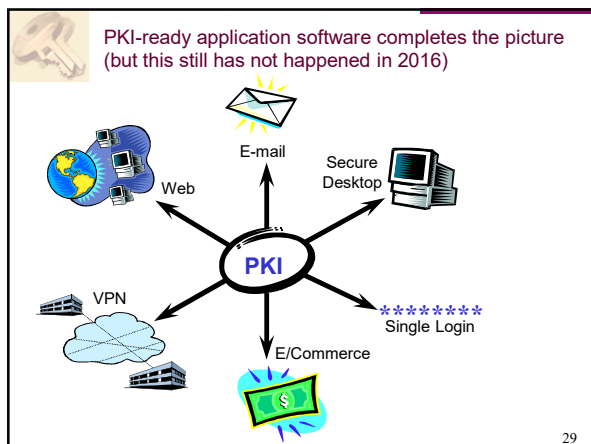 PKI-ready application software completes the picture
(but this still has not happened in 2016)
E-mail
Secure
Desktop
Web
PKI
VPN
********
Single Login
E/Commerce
$
29